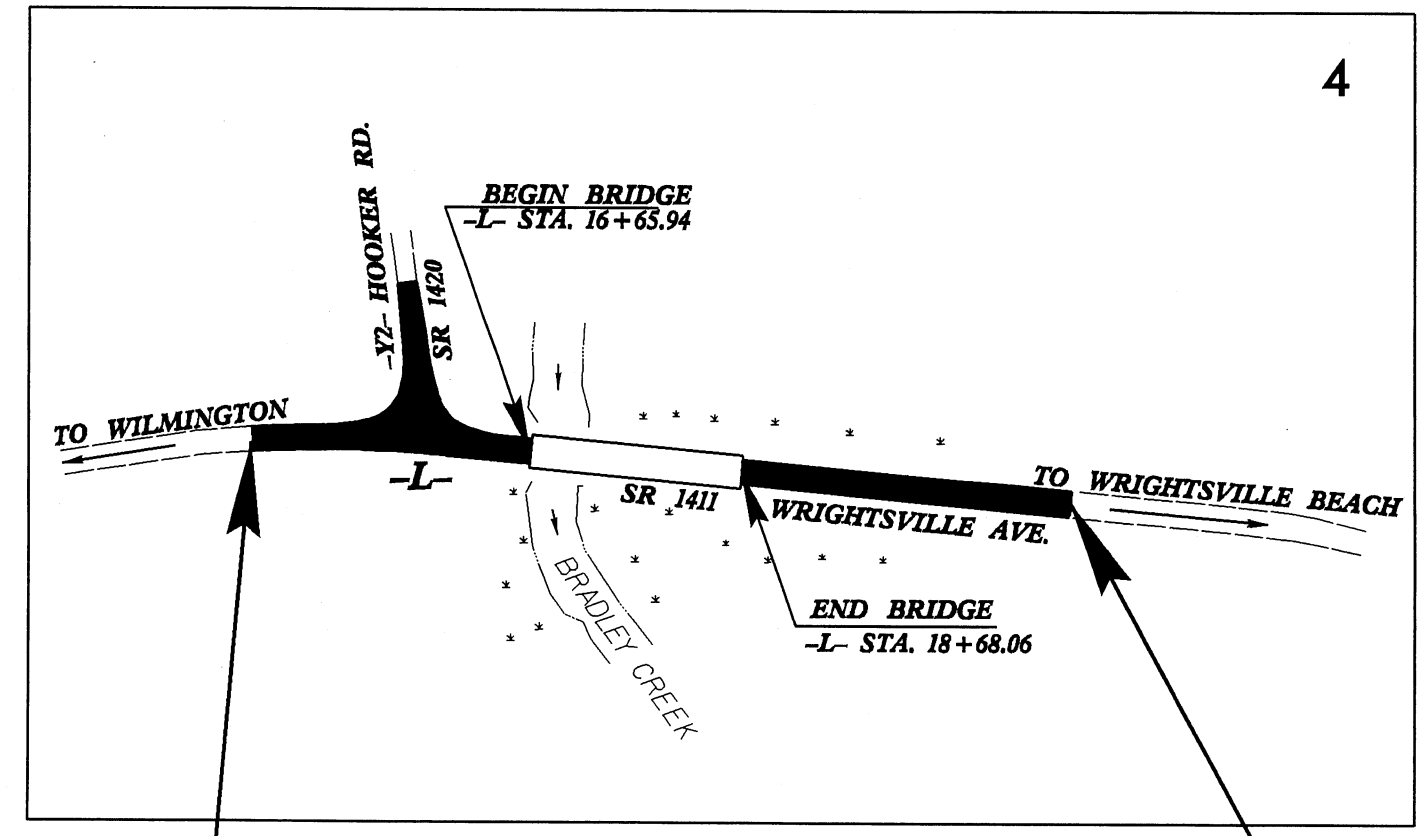 4
-Y2- HOOKER RD.
SR 1420
BEGIN BRIDGE
-L- STA. 16+65.94
TO WILMINGTON
-L-
SR 1411
WRIGHTSVILLE AVE.
TO WRIGHTSVILLE BEACH
BRADLEY CREEK
END BRIDGE
-L- STA. 18+68.06